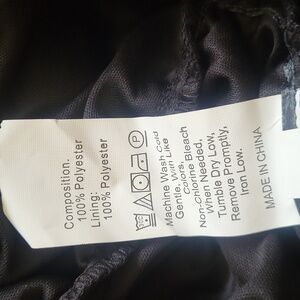 Composition.
100% Polyester
Lining:
100% Polyester
Machine Wash Cold
Gentle, With Like
Colors,
Non-chlorine Bleach
When Needed,
Tumble Dry Low,
Remove Promptly,
Iron Low.
MADE IN CHINA